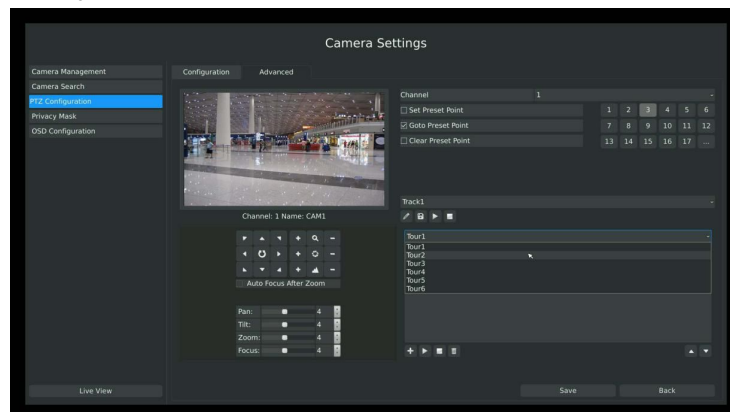 Camera Settings
Camera Management
Camera Search
PTZ Configuration
Privacy Mask
OSD Configuration
Configuration
Advanced
Channel: 1 Name: CAM1
Auto Focus After Zoom
Pan: 4
Tilt: 4
Zoom: 4
Focus: 4
Channel 1
Set Preset Point
Goto Preset Point
Clear Preset Point
1 2 3 4 5 6
7 8 9 10 11 12
13 14 15 16 17 ...
Track1
Tour1
Tour1
Tour2
Tour3
Tour4
Tour5
Tour6
Live View
Save
Back